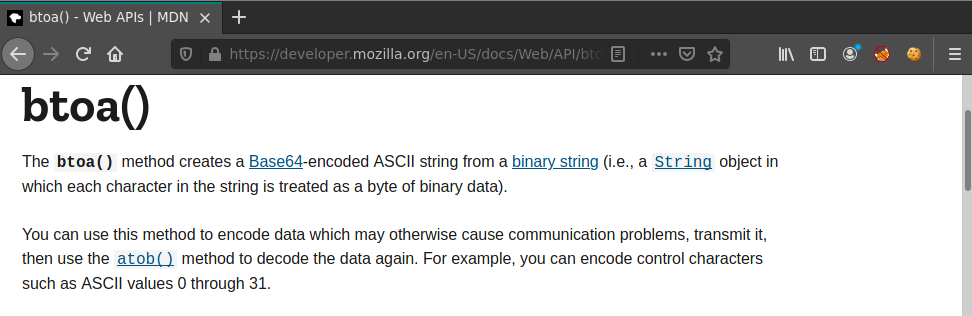 btoa() - Web APIs | MDN
https://developer.mozilla.org/en-US/docs/Web/API/bto
btoa()
The btoa() method creates a Base64-encoded ASCII string from a binary string (i.e., a String object in
which each character in the string is treated as a byte of binary data).
You can use this method to encode data which may otherwise cause communication problems, transmit it,
then use the atob() method to decode the data again. For example, you can encode control characters
such as ASCII values 0 through 31.